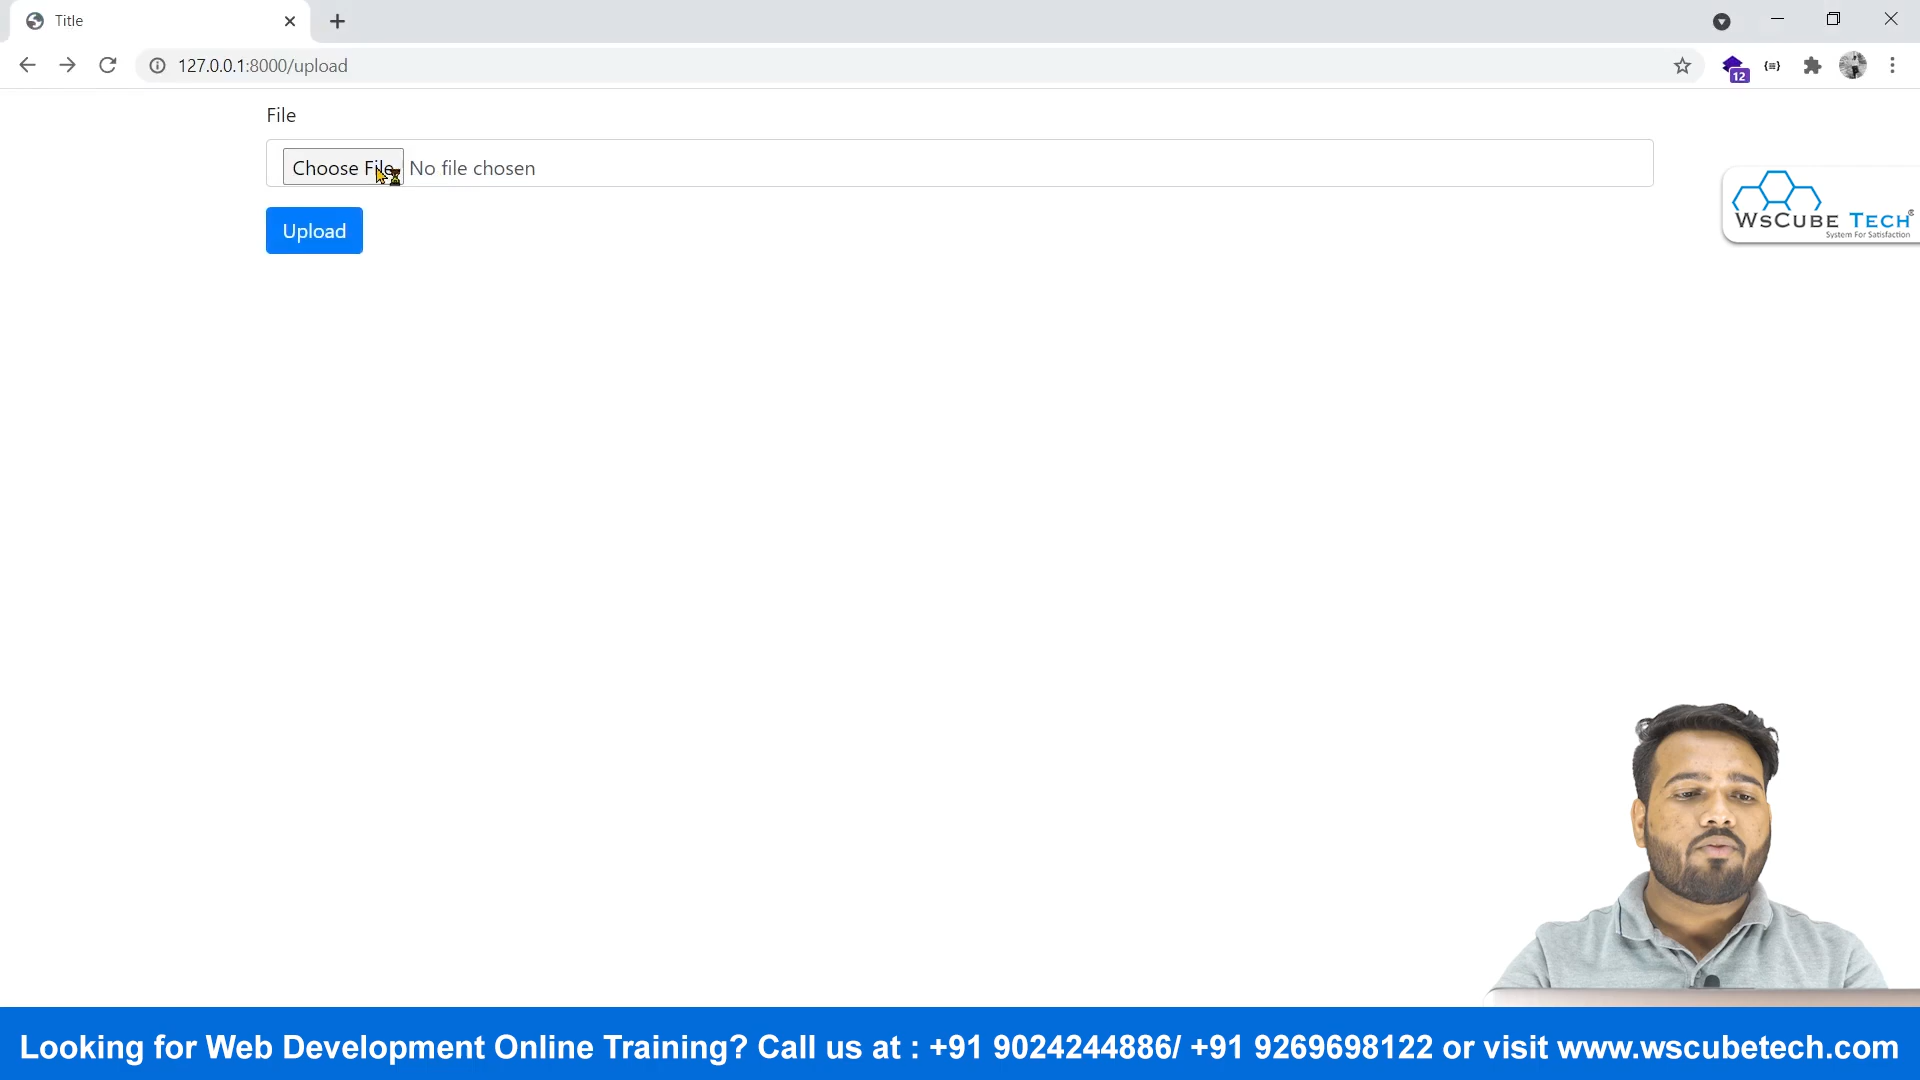 Title
127.0.0.1:8000/upload
12
File
Choose File No file chosen
Upload
WsCube Tech®
System For Satisfaction
Looking for Web Development Online Training? Call us at : +91 9024244886/ +91 9269698122 or visit www.wscubetech.com